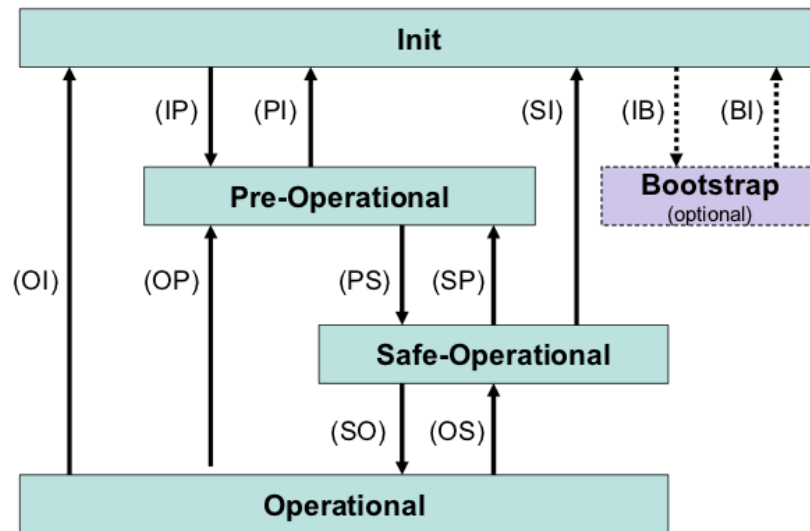 Init
(IP)
(PI)
(SI)
(IB)
(BI)
Pre-Operational
Bootstrap
(optional)
(OI)
(OP)
(PS)
(SP)
Safe-Operational
(SO)
(OS)
Operational